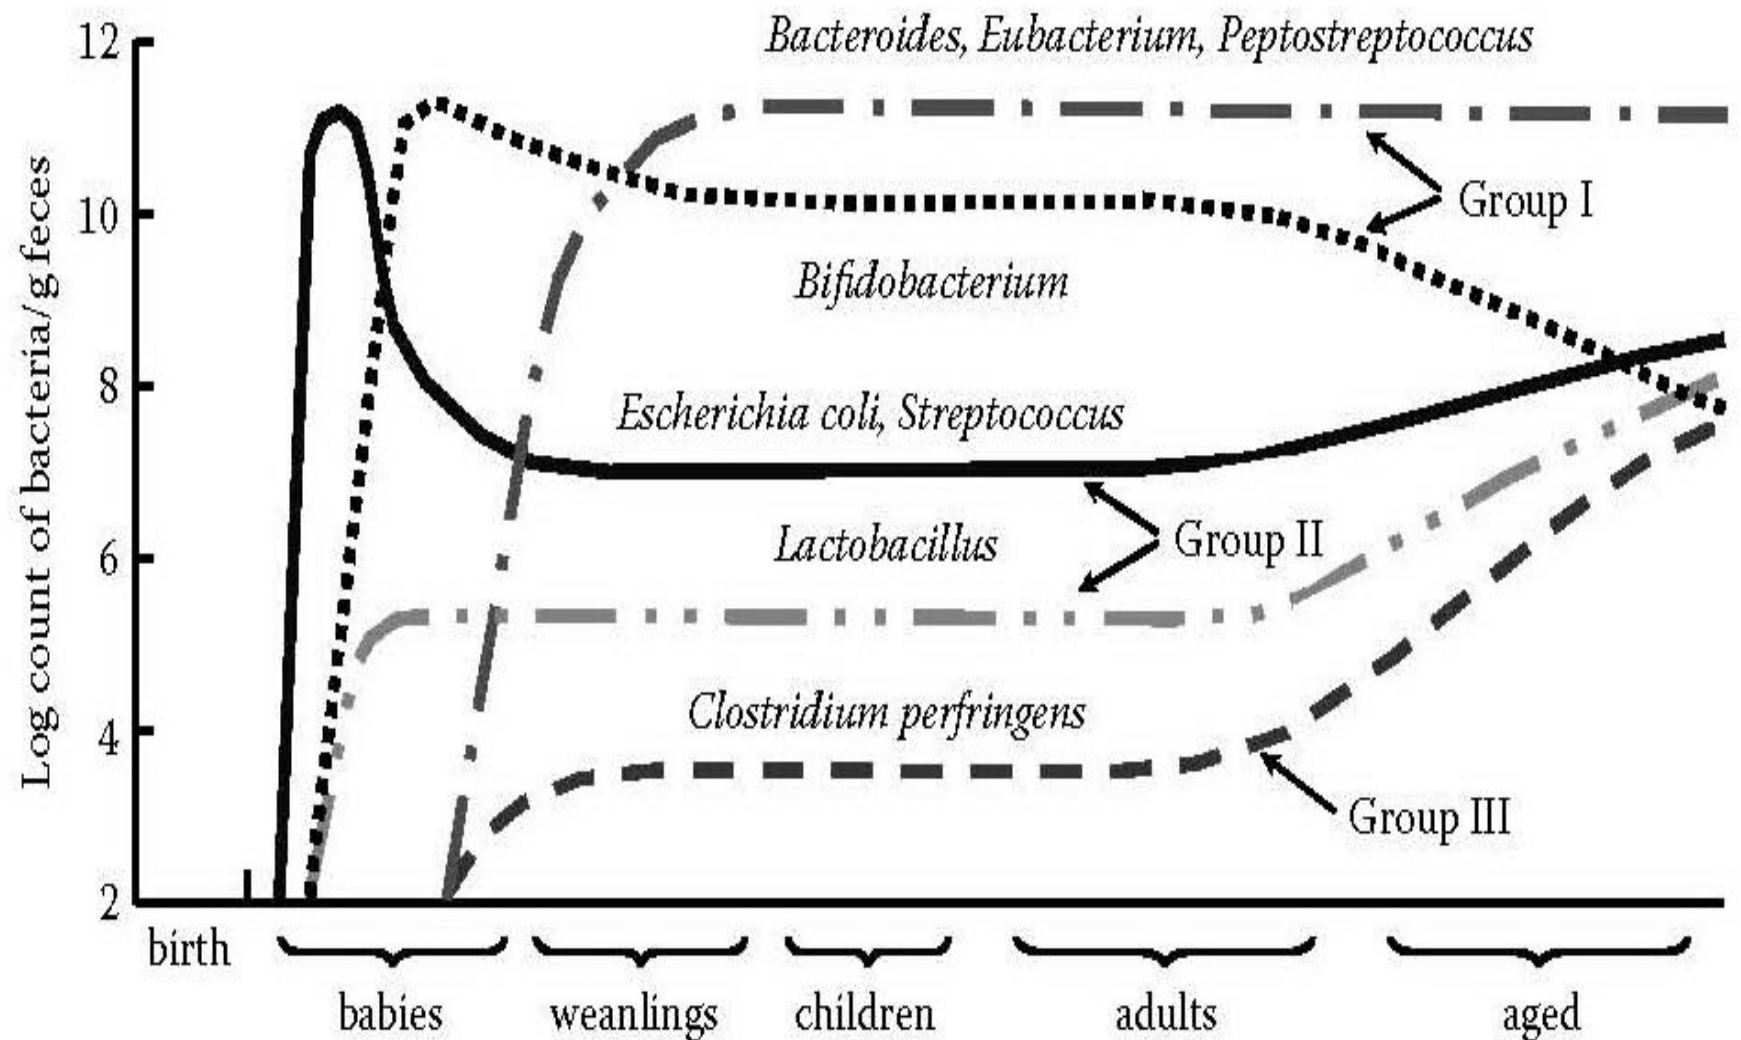 12
Bacteroides, Eubacterium, Peptostreptococcus
10
Group I
Bifidobacterium
8
Escherichia coli, Streptococcus
6
Lactobacillus
Group II
Clostridium perfringens
4
Group III
2
Log count of bacteria/g feces
birth
babies
weanlings
children
adults
aged